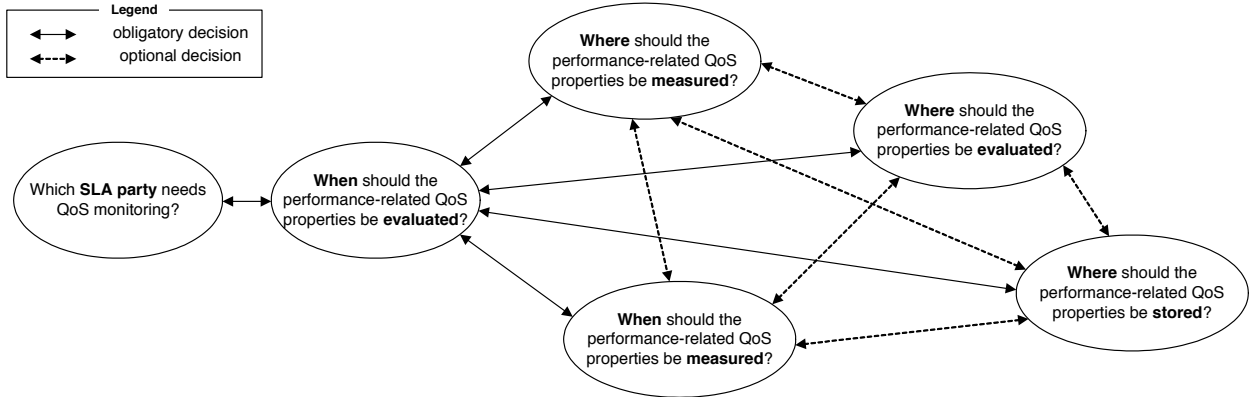 Legend
obligatory decision
optional decision
Which SLA party needs
QoS monitoring?
When should the
performance-related QoS
properties be evaluated?
Where should the
performance-related QoS
properties be measured?
Where should the
performance-related QoS
properties be evaluated?
When should the
performance-related QoS
properties be measured?
Where should the
performance-related QoS
properties be stored?